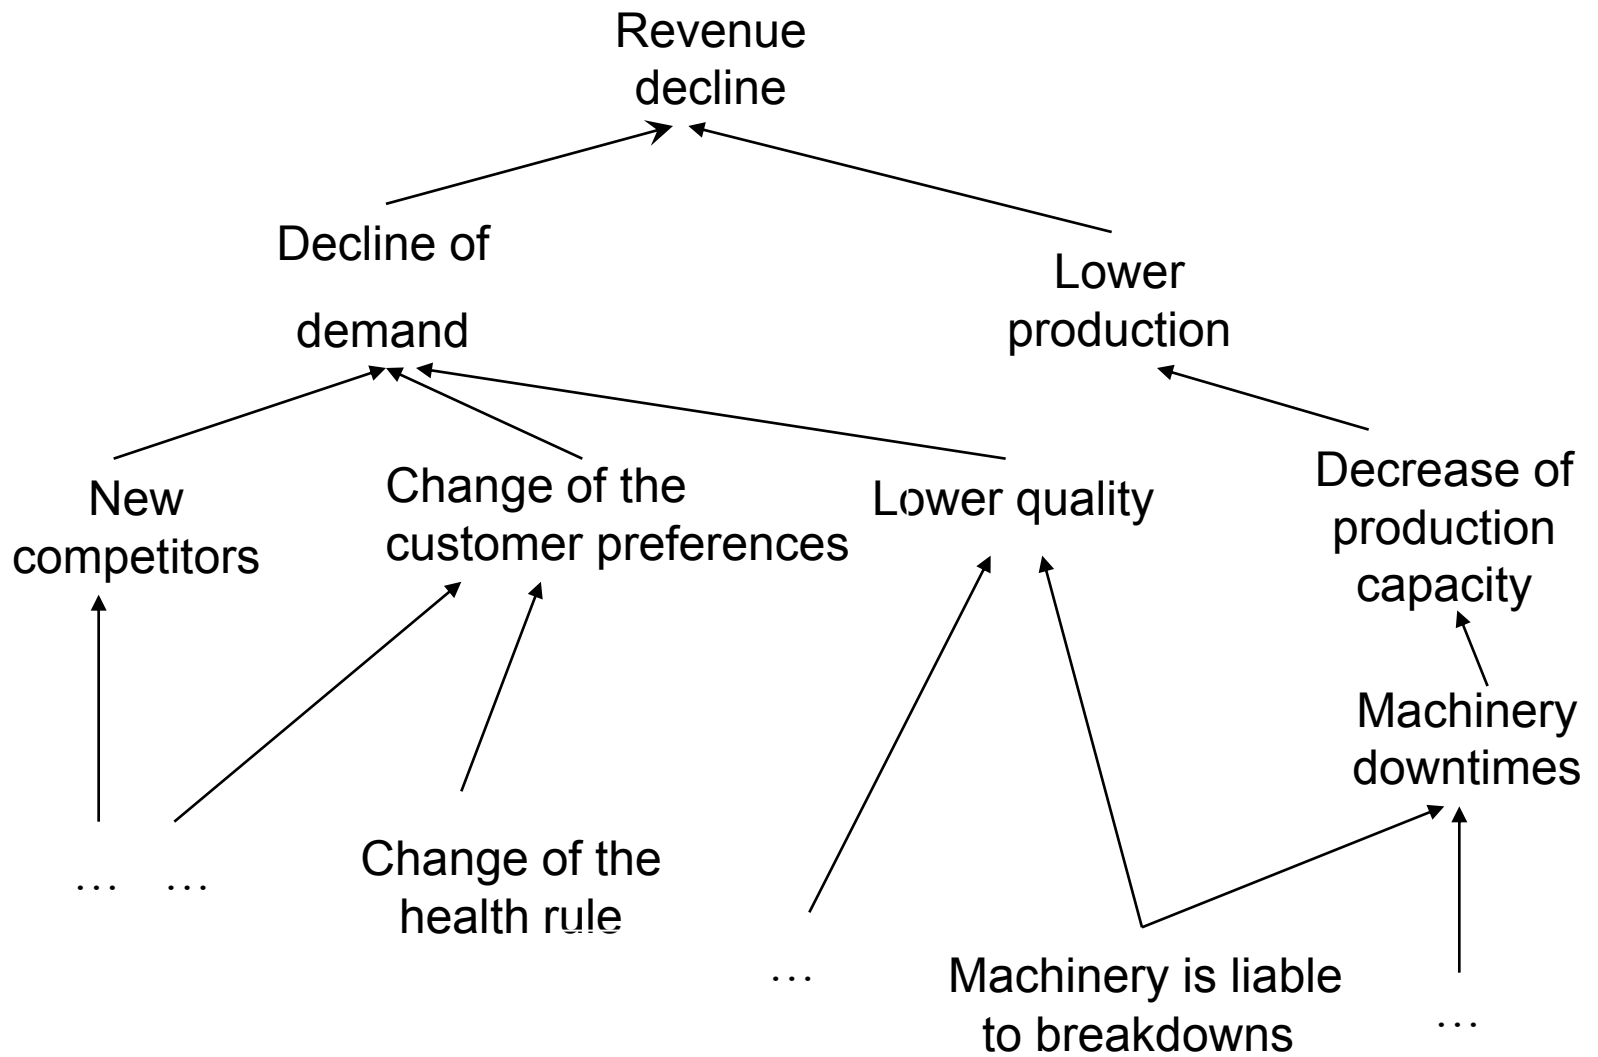 Revenue
decline
Decline of
demand
Lower
production
New
competitors
Change of the
customer preferences
Lower quality
Decrease of
production
capacity
Machinery
downtimes
...
...
Change of the
health rule
...
Machinery is liable
to breakdowns
...